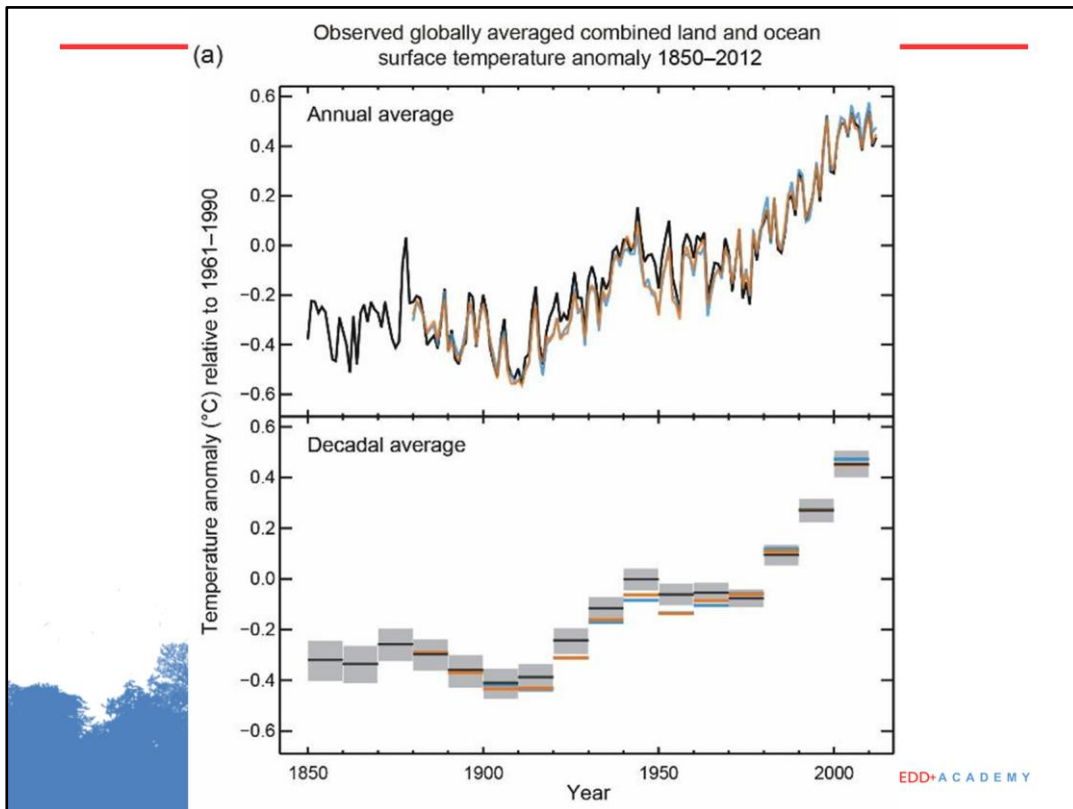 Observed globally averaged combined land and ocean
(a)
surface temperature anomaly 1850–2012
Temperature anomaly (°C) relative to 1961–1990
Annual average
0.6
0.4
0.2
0.0
−0.2
−0.4
−0.6
Decadal average
0.4
0.2
0.0
−0.2
−0.4
−0.6
1850
1900
1950
2000
Year
EDD+ACADEMY